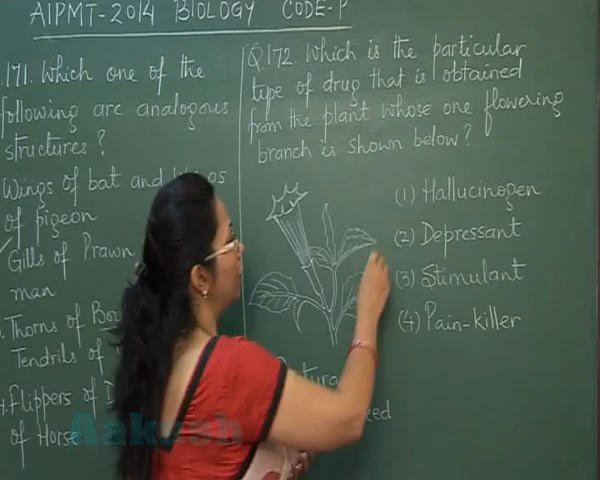 AIPMT-2014 BIOLOGY CODE-P
.171. Which one of the
following are analogous
structures?
Wings of bat and
of pigeon
Gills of Prawn
man
Thorns of
Tendrils of
Flippers of
of Horse
Q.172. Which is the particular
type of drug that is obtained
from the plant whose one flowering
branch is shown below?
(1) Hallucinogen
(2) Depressant
(3) Stimulant
(4) Pain-killer
Aakash